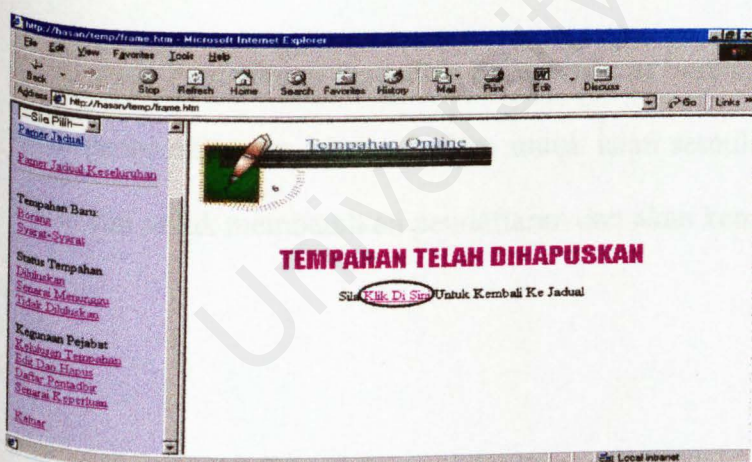 http://hasan/temp/frame.htm - Microsoft Internet Explorer
File Edit View Favorites Tools Help
Back Stop Refresh Home Search Favorites History Mail Print Edit Discuss
Address http://hasan/temp/frame.htm Go Links
--Sila Pilih--
Pamer Jadual
Pamer Jadual Keseluruhan
Tempahan Baru:
Borang
Syarat-Syarat
Status Tempahan
Diluluskan
Senarai Menunggu
Tidak Diluluskan
Kegunaan Pejabat
Kelulusan Tempahan
Edit Dan Hapus
Daftar Pentadbir
Senarai Keperluan
Keluar
Tempahan Online
TEMPAHAN TELAH DIHAPUSKAN
Sila Klik Di Sini Untuk Kembali Ke Jadual
Local intranet
University
untuk